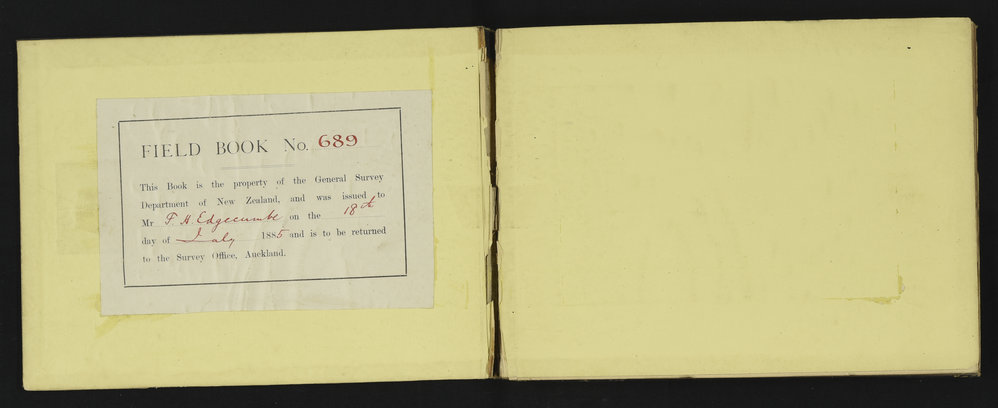 FIELD BOOK No. 689
This Book is the property of the General Survey
Department of New Zealand, and was issued to
Mr F. H. Edgecumbe on the 18th
day of July 1885 and is to be returned
to the Survey Office, Auckland.